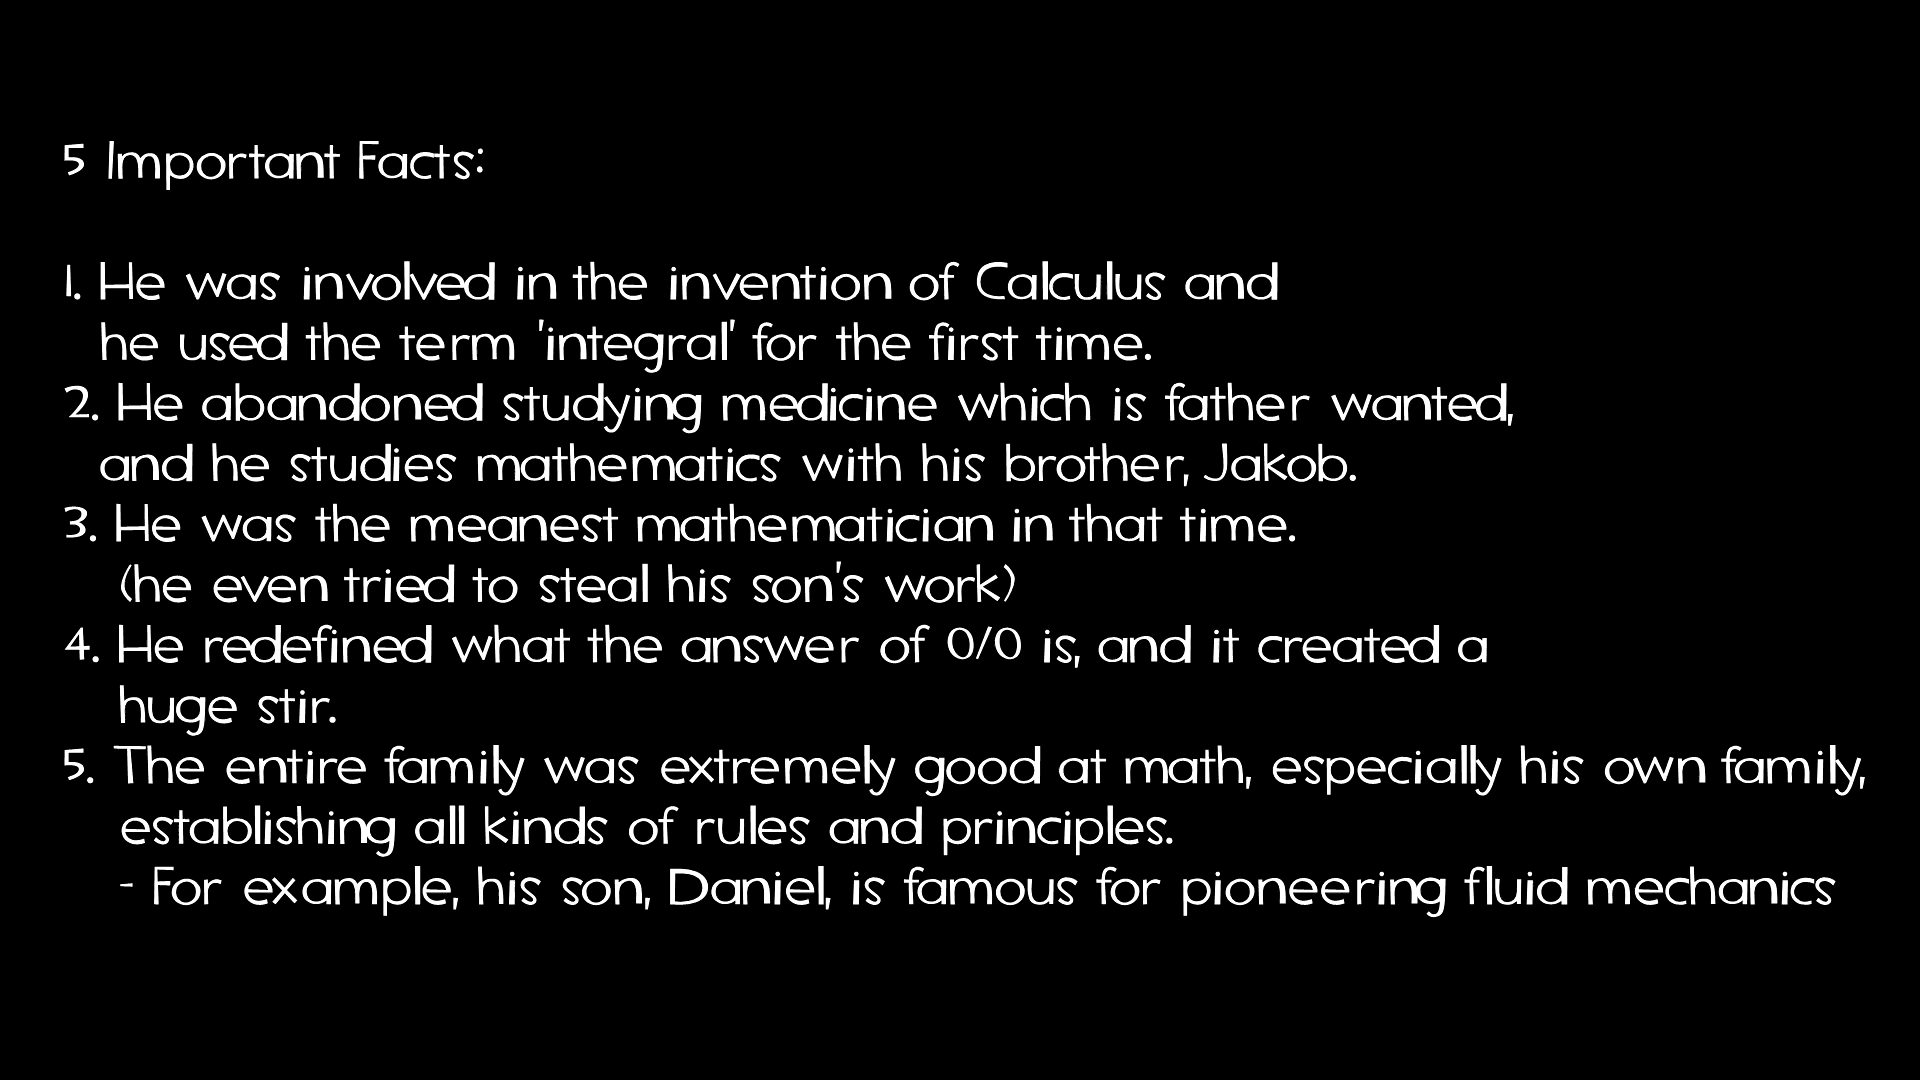 5 Important Facts:
1. He was involved in the invention of Calculus and
he used the term 'integral' for the first time.
2. He abandoned studying medicine which is father wanted,
and he studies mathematics with his brother, Jakob.
3. He was the meanest mathematician in that time.
(he even tried to steal his son's work)
4. He redefined what the answer of 0/0 is, and it created a
huge stir.
5. The entire family was extremely good at math, especially his own family,
establishing all kinds of rules and principles.
- For example, his son, Daniel, is famous for pioneering fluid mechanics